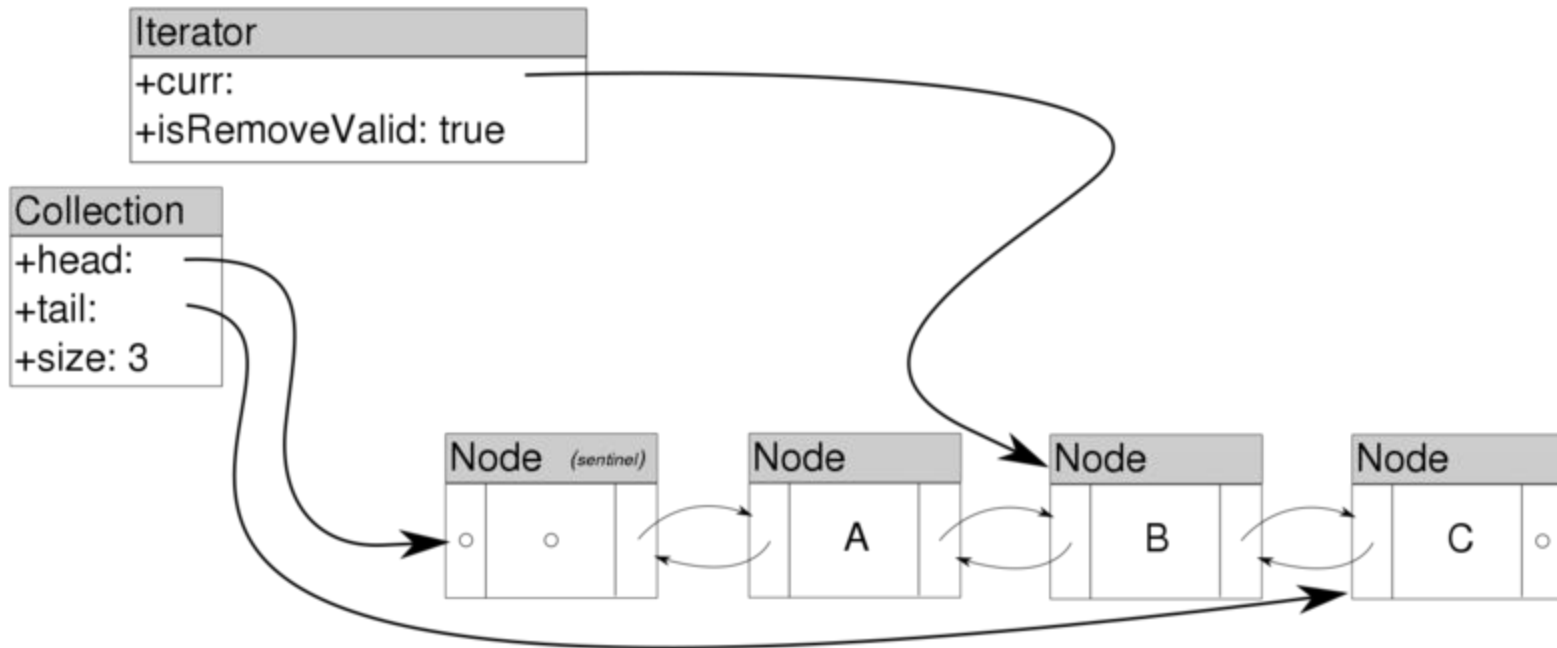 Iterator
+curr:
+isRemoveValid: true
Collection
+head:
+tail:
+size: 3
Node (sentinel)
Node
A
Node
B
Node
C